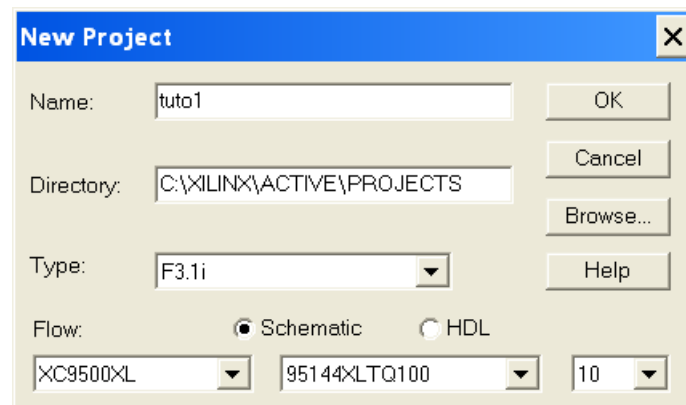 New Project
Name: tuto1 OK
Cancel
Directory: C:\XILINX\ACTIVE\PROJECTS
Browse...
Type: F3.1i Help
Flow: Schematic HDL
XC9500XL 95144XLTQ100 10